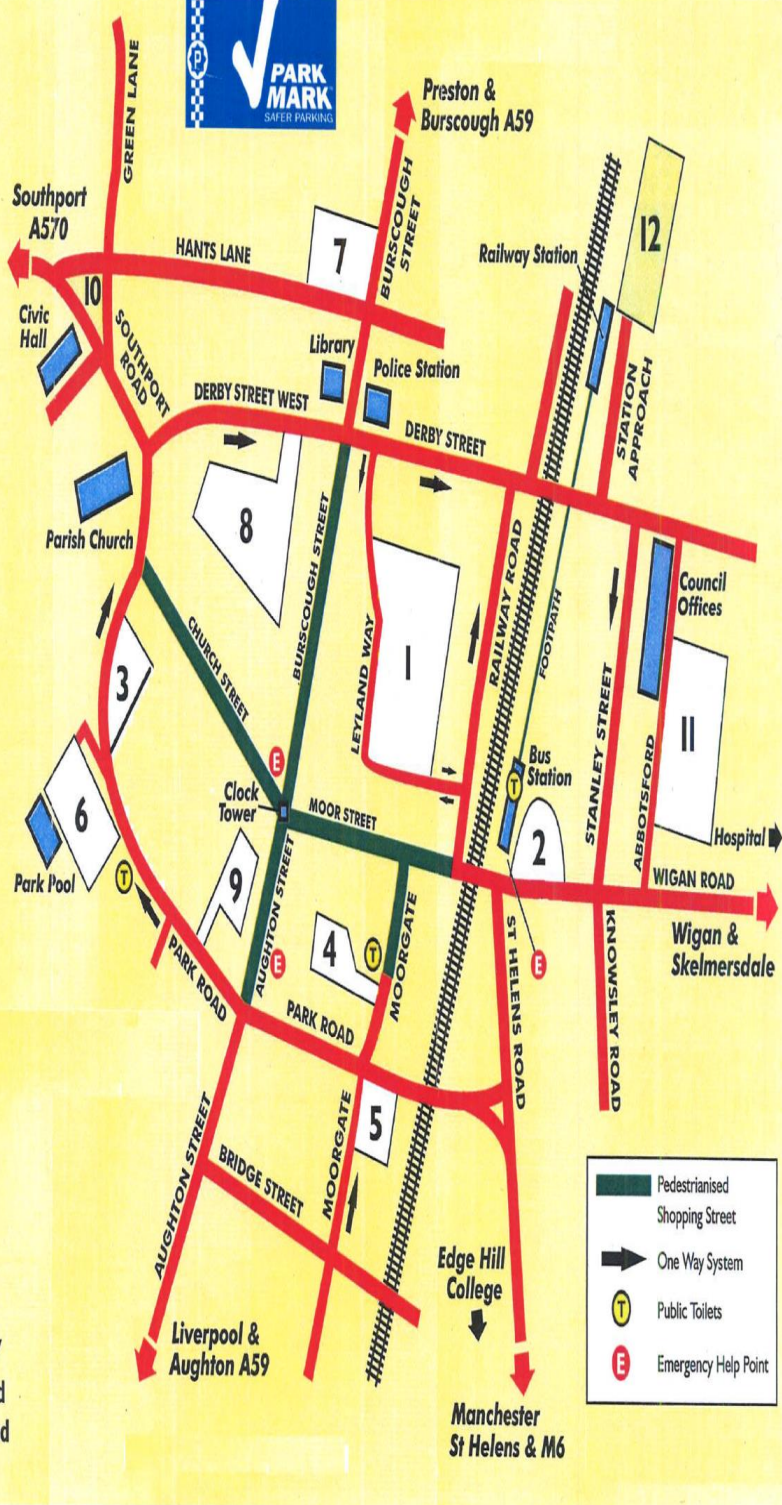 P
PARK
MARK
SAFER PARKING
GREEN LANE
Preston &
Burscough A59
Southport
A570
HANTS LANE
7
BURSCOUGH
STREET
Railway Station
12
10
Civic
Hall
SOUTHPORT
ROAD
Library
Police Station
DERBY STREET WEST
DERBY STREET
STATION
APPROACH
Parish Church
8
BURSCOUGH STREET
CHURCH STREET
LEYLAND WAY
1
RAILWAY ROAD
FOOTPATH
Council
Offices
3
STANLEY STREET
ABBOTSFORD
11
E
Clock
Tower
MOOR STREET
Bus
Station
T
2
6
Park Pool
T
9
AUGHTON STREET
Hospital
WIGAN ROAD
4
T
MOORGATE
E
E
PARK ROAD
PARK ROAD
ST HELENS ROAD
KNOWSLEY ROAD
Wigan &
Skelmersdale
5
MOORGATE
AUGHTON STREET
BRIDGE STREET
Edge Hill
College
Liverpool &
Aughton A59
Manchester
St Helens & M6
Pedestrianised
Shopping Street
One Way System
T
Public Toilets
E
Emergency Help Point
d
d